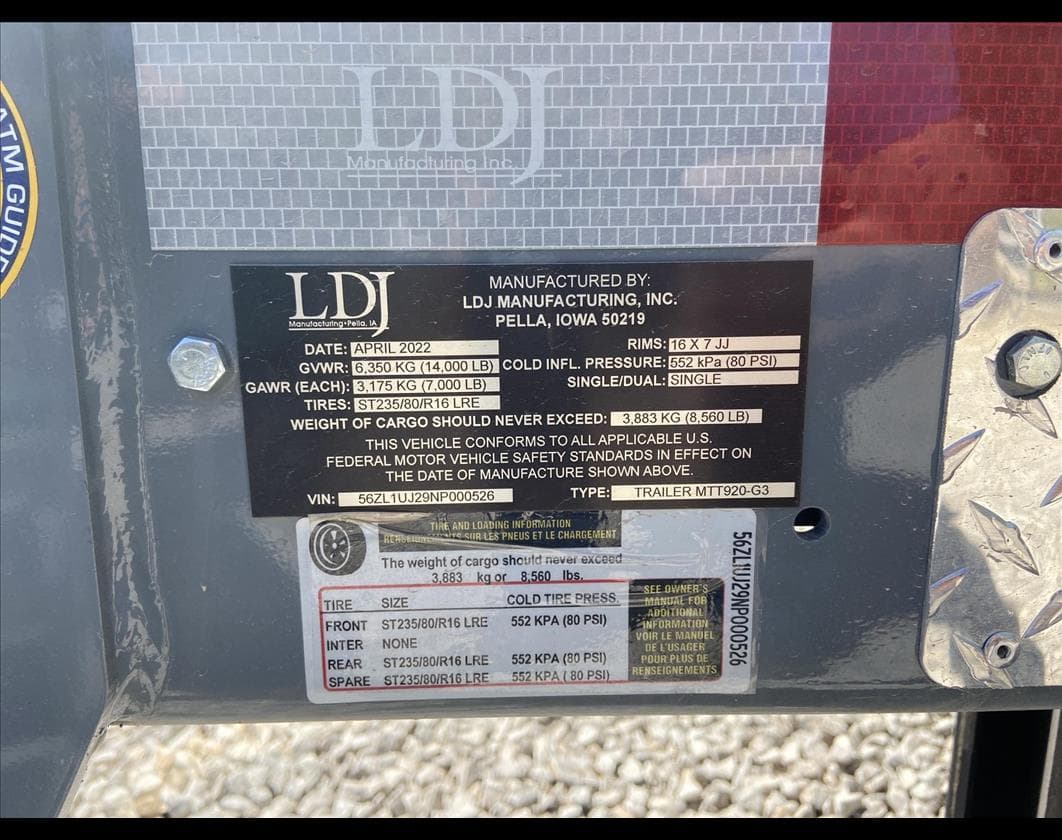 ATM GUIDE
LDJ
Manufacturing Inc.
LDJ
Manufacturing • Pella, IA
MANUFACTURED BY:
LDJ MANUFACTURING, INC.
PELLA, IOWA 50219
DATE: APRIL 2022
RIMS: 16 X 7 JJ
GVWR: 6,350 KG (14,000 LB) COLD INFL. PRESSURE: 552 kPa (80 PSI)
GAWR (EACH): 3,175 KG (7,000 LB) SINGLE/DUAL: SINGLE
TIRES: ST235/80/R16 LRE
WEIGHT OF CARGO SHOULD NEVER EXCEED: 3,883 KG (8,560 LB)
THIS VEHICLE CONFORMS TO ALL APPLICABLE U.S.
FEDERAL MOTOR VEHICLE SAFETY STANDARDS IN EFFECT ON
THE DATE OF MANUFACTURE SHOWN ABOVE.
VIN: 56ZL1UJ29NP000526 TYPE: TRAILER MTT920-G3
TIRE AND LOADING INFORMATION
RENSEIGNEMENTS SUR LES PNEUS ET LE CHARGEMENT
The weight of cargo should never exceed
3,883 kg or 8,560 lbs.
TIRE SIZE COLD TIRE PRESS.
FRONT ST235/80/R16 LRE 552 KPA (80 PSI)
INTER NONE
REAR ST235/80/R16 LRE 552 KPA (80 PSI)
SPARE ST235/80/R16 LRE 552 KPA ( 80 PSI)
SEE OWNER'S
MANUAL FOR
ADDITIONAL
INFORMATION
VOIR LE MANUEL
DE L'USAGER
POUR PLUS DE
RENSEIGNEMENTS
56ZL1UJ29NP000526